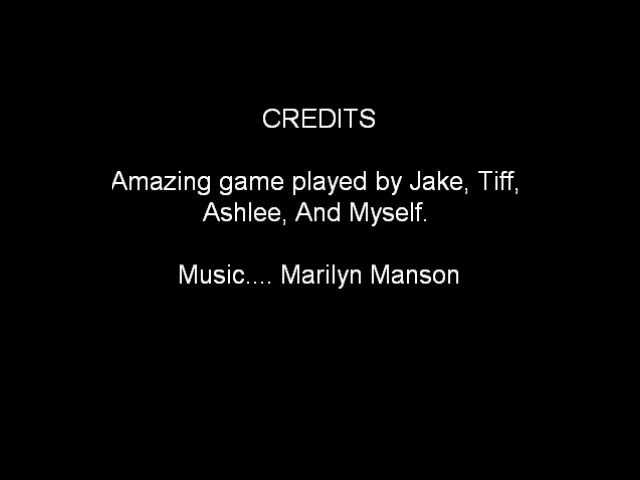 CREDITS
Amazing game played by Jake, Tiff,
Ashlee, And Myself.
Music.... Marilyn Manson